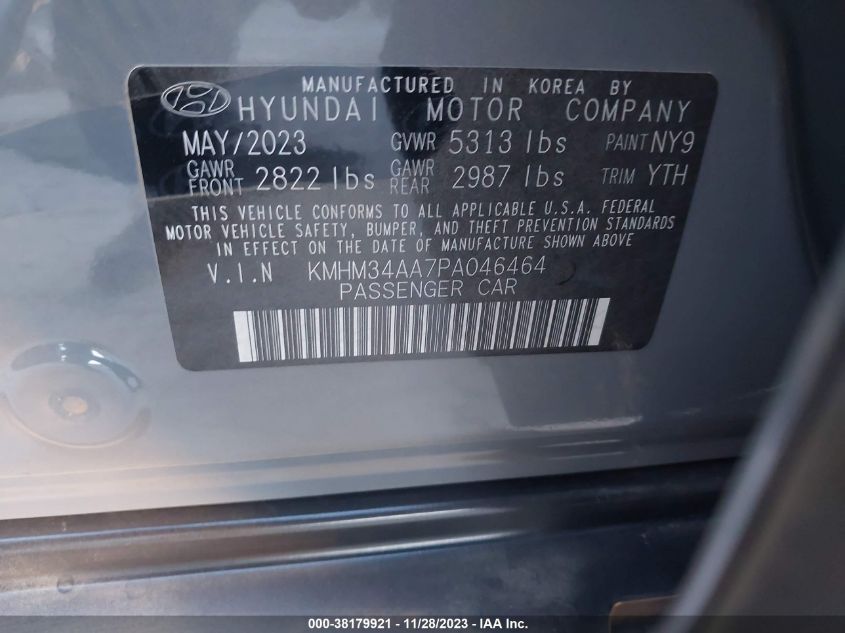 MANUFACTURED IN KOREA BY
HYUNDAI MOTOR COMPANY
MAY/2023 GVWR 5313 lbs PAINT NY9
GAWR FRONT 2822 lbs GAWR REAR 2987 lbs TRIM YTH
THIS VEHICLE CONFORMS TO ALL APPLICABLE U.S.A. FEDERAL
MOTOR VEHICLE SAFETY, BUMPER, AND THEFT PREVENTION STANDARDS
IN EFFECT ON THE DATE OF MANUFACTURE SHOWN ABOVE
V.I.N KMHM34AA7PA046464
PASSENGER CAR
000-38179921 - 11/28/2023 - IAAI.com